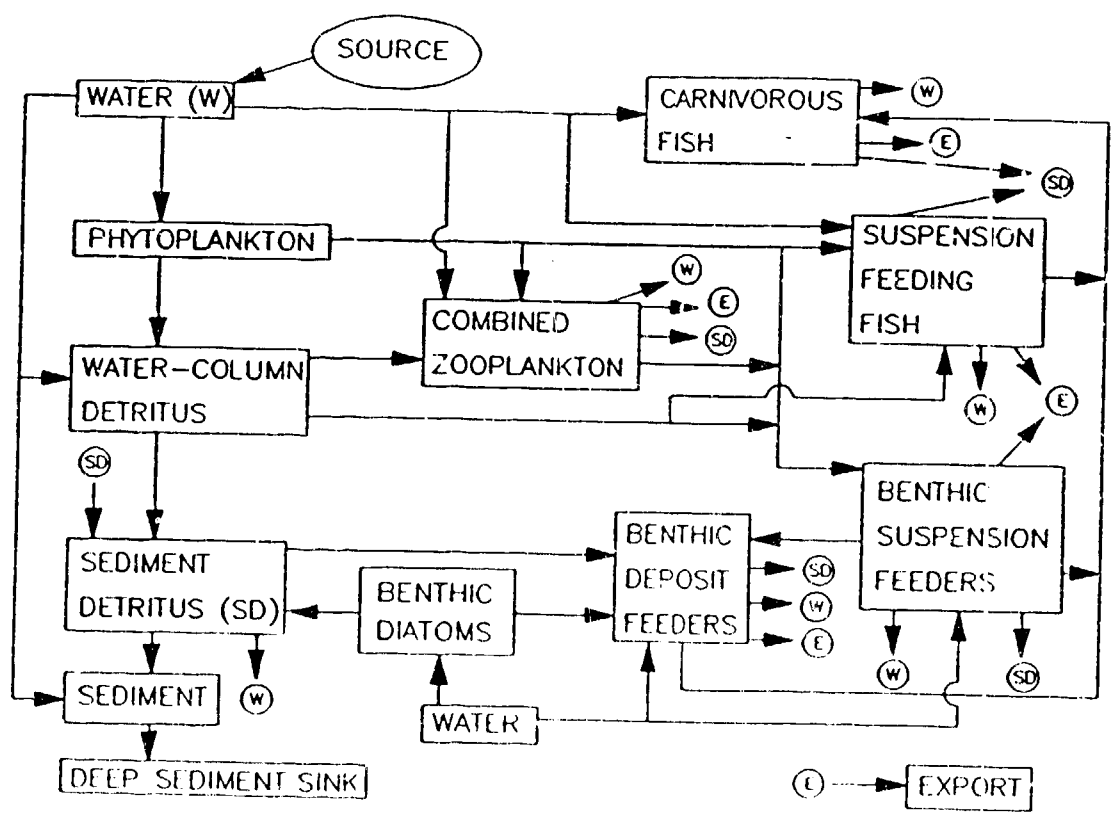 SOURCE
WATER (W)
CARNIVOROUS
FISH
W
E
SD
PHYTOPLANKTON
SUSPENSION
FEEDING
FISH
W
E
SD
COMBINED
ZOOPLANKTON
WATER-COLUMN
DETRITUS
W
E
SD
BENTHIC
SUSPENSION
FEEDERS
SEDIMENT
DETRITUS (SD)
BENTHIC
DIATOMS
BENTHIC
DEPOSIT
FEEDERS
SD
W
E
W
SD
SEDIMENT
W
WATER
DEEP SEDIMENT SINK
E
EXPORT